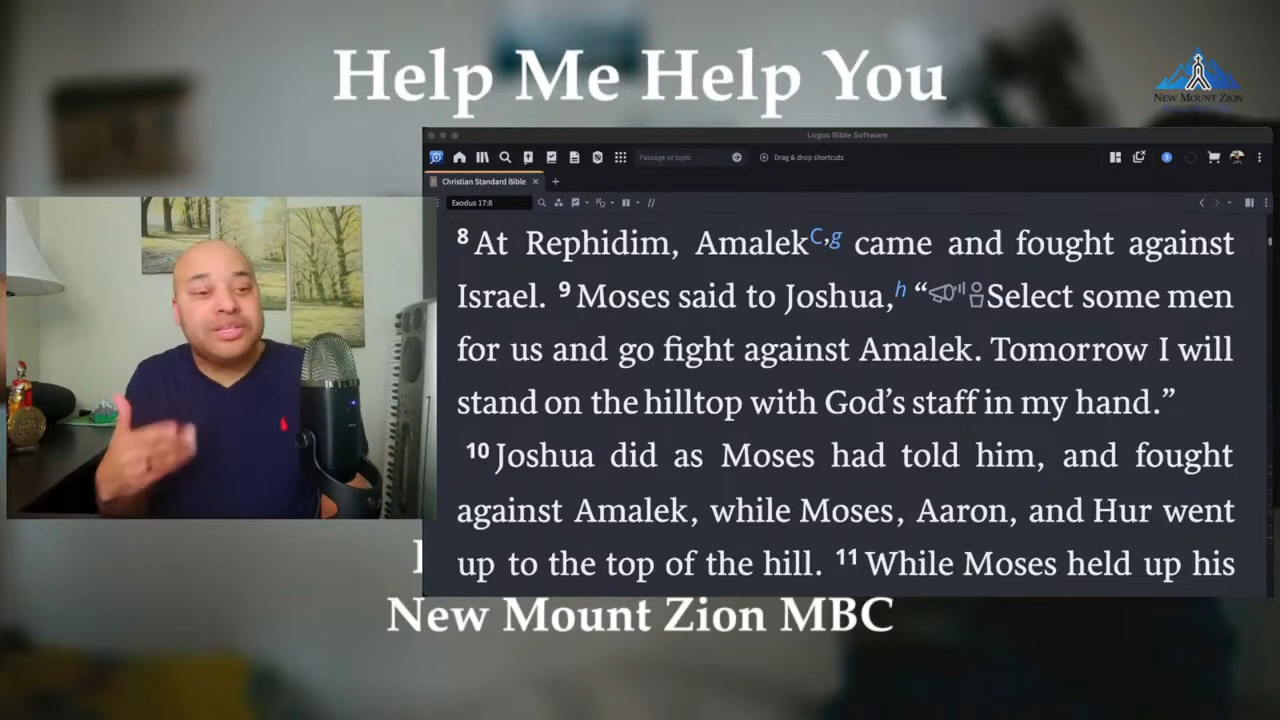 Help Me Help You
NEW MOUNT ZION
Logos Bible Software
Passage or topic
Drag & drop shortcuts
Christian Standard Bible
Exodus 17:8
8 At Rephidim, Amalek C,g came and fought against
Israel. 9 Moses said to Joshua, h “Select some men
for us and go fight against Amalek. Tomorrow I will
stand on the hilltop with God’s staff in my hand.”
10 Joshua did as Moses had told him, and fought
against Amalek, while Moses, Aaron, and Hur went
up to the top of the hill. 11 While Moses held up his
New Mount Zion MBC